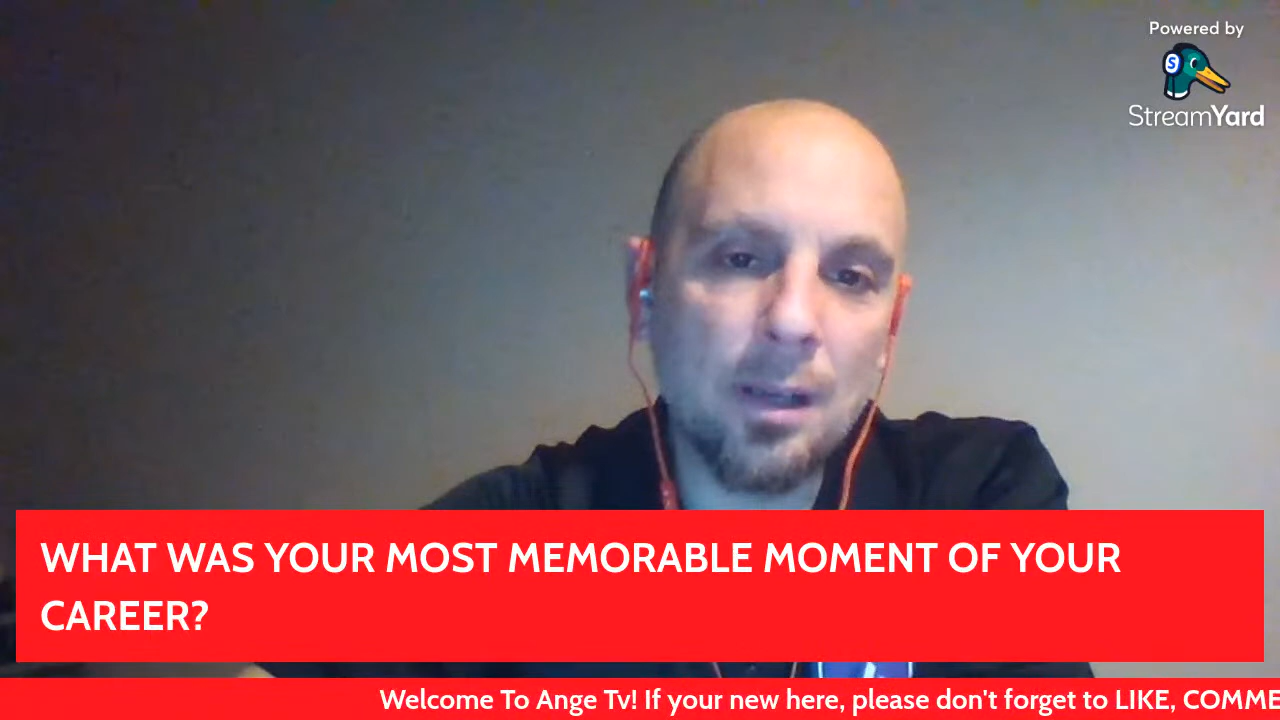 Powered by
S
StreamYard
WHAT WAS YOUR MOST MEMORABLE MOMENT OF YOUR
CAREER?
Welcome To Ange Tv! If your new here, please don't forget to LIKE, COMME